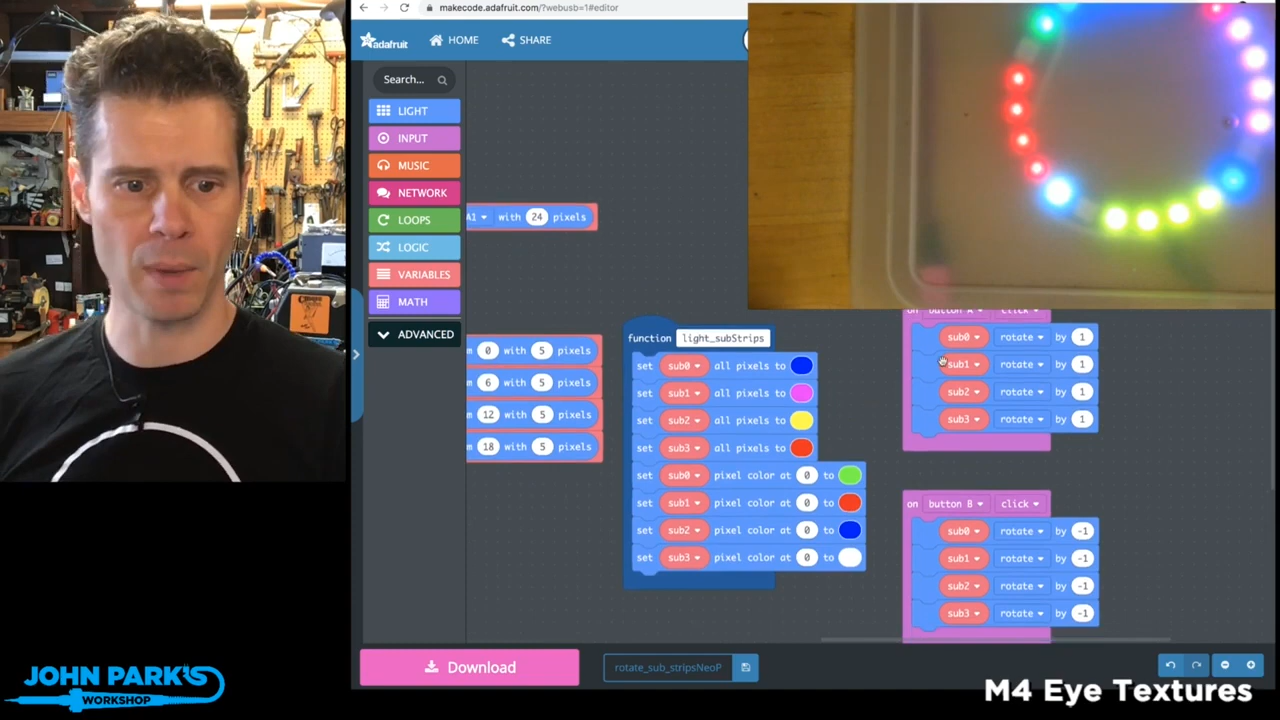 makecode.adafruit.com/?webusb=1#editor
adafruit
HOME
SHARE
Search...
LIGHT
INPUT
MUSIC
NETWORK
LOOPS
LOGIC
VARIABLES
MATH
ADVANCED
A1 with 24 pixels
0 with 5 pixels
6 with 5 pixels
12 with 5 pixels
18 with 5 pixels
function light_subStrips
set sub0 all pixels to
set sub1 all pixels to
set sub2 all pixels to
set sub3 all pixels to
set sub0 pixel color at 0 to
set sub1 pixel color at 0 to
set sub2 pixel color at 0 to
set sub3 pixel color at 0 to
on button A click
sub0 rotate by 1
sub1 rotate by 1
sub2 rotate by 1
sub3 rotate by 1
on button B click
sub0 rotate by -1
sub1 rotate by -1
sub2 rotate by -1
sub3 rotate by -1
Download
rotate_sub_stripsNeoP
JOHN PARK'S
WORKSHOP
M4 Eye Textures